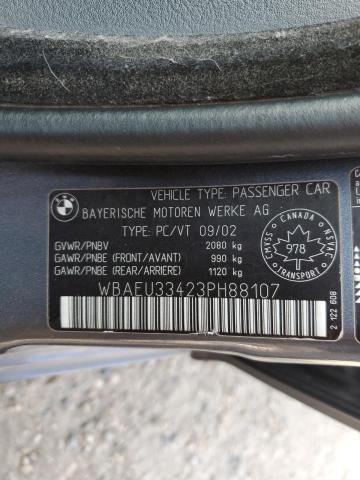 VEHICLE TYPE: PASSENGER CAR
BMW
BAYERISCHE MOTOREN WERKE AG
TYPE: PC/VT 09/02
GVWR/PNBV 2080 kg
GAWR/PNBE (FRONT/AVANT) 990 kg
GAWR/PNBE (REAR/ARRIERE) 1120 kg
CANADA
CMVSS
978
NSVAC
TRANSPORT
WBAEU33423PH88107
2 122 608